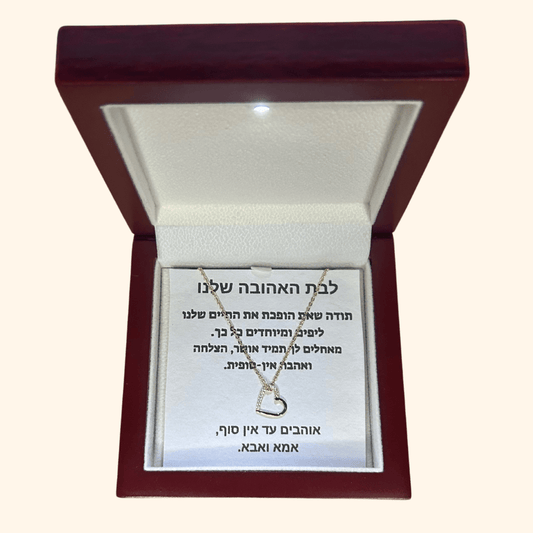 לבת האהובה שלנו
תודה שאת הופכת את החיים שלנו
ליפים ומיוחדים כל כך.
מאחלים לך תמיד אושר, הצלחה
ואהבה אין-סופית.
אוהבים עד אין סוף,
אמא ואבא.